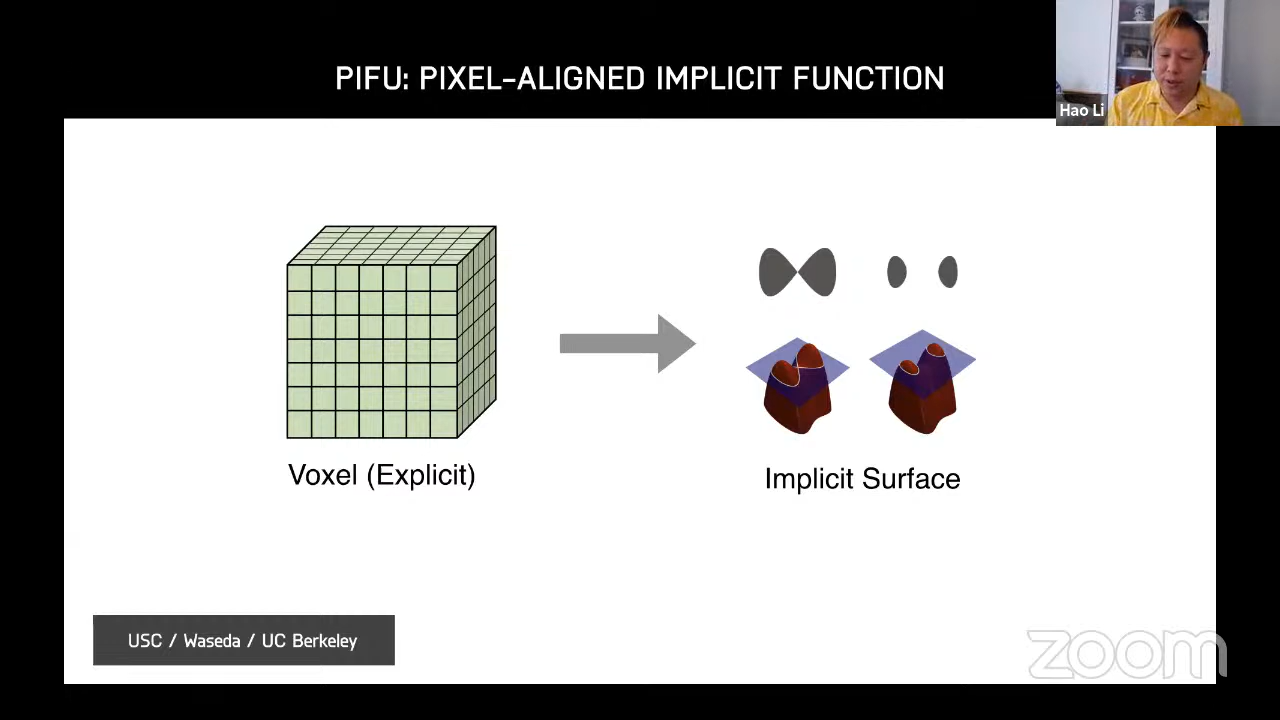 PIFU: PIXEL-ALIGNED IMPLICIT FUNCTION
Hao Li
Voxel (Explicit)
Implicit Surface
USC / Waseda / UC Berkeley
zoom